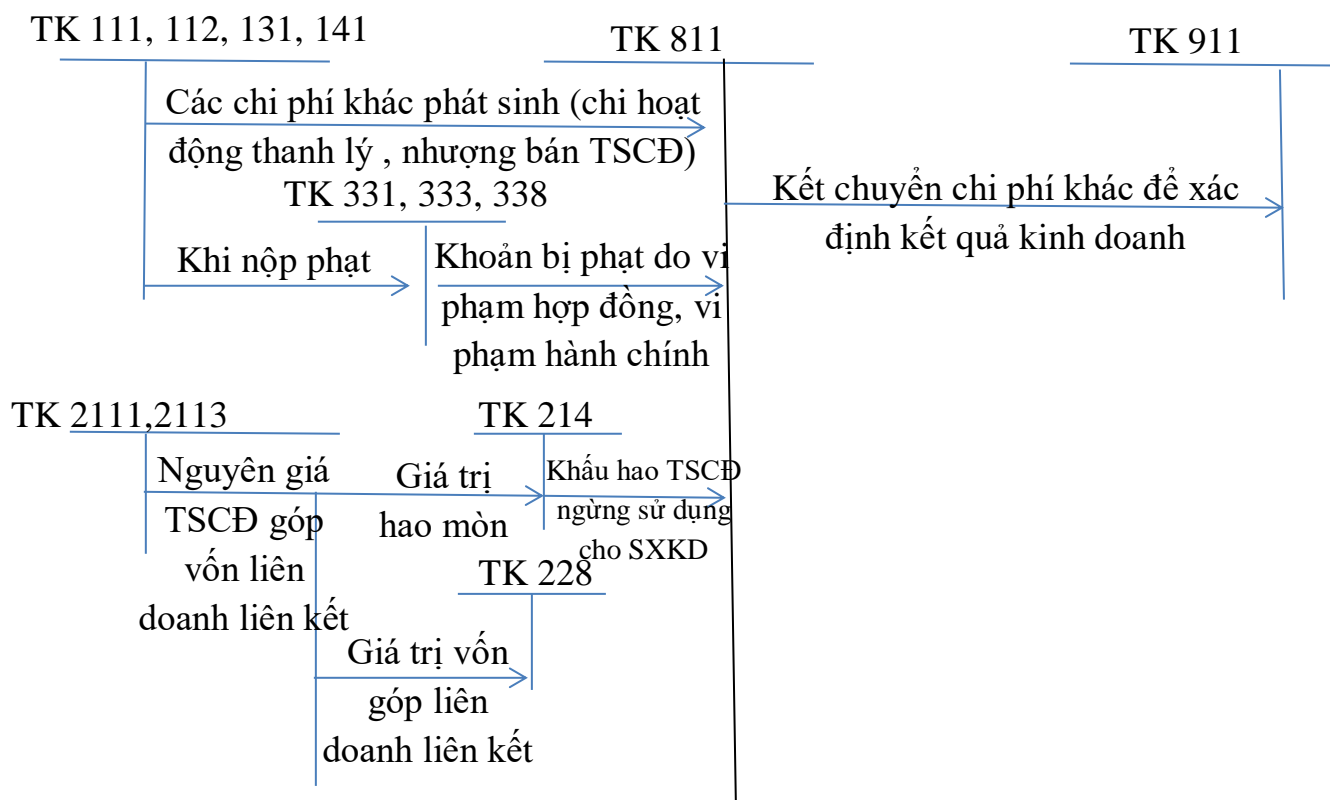 TK 111, 112, 131, 141
TK 811
TK 911
Các chi phí khác phát sinh (chi hoạt
động thanh lý , nhượng bán TSCĐ)
TK 331, 333, 338
Kết chuyển chi phí khác để xác
định kết quả kinh doanh
Khi nộp phạt
Khoản bị phạt do vi
phạm hợp đồng, vi
phạm hành chính
TK 2111,2113
TK 214
Nguyên giá
TSCĐ góp
vốn liên
doanh liên kết
Giá trị
hao mòn
Khấu hao TSCĐ
ngừng sử dụng
cho SXKD
TK 228
Giá trị vốn
góp liên
doanh liên kết